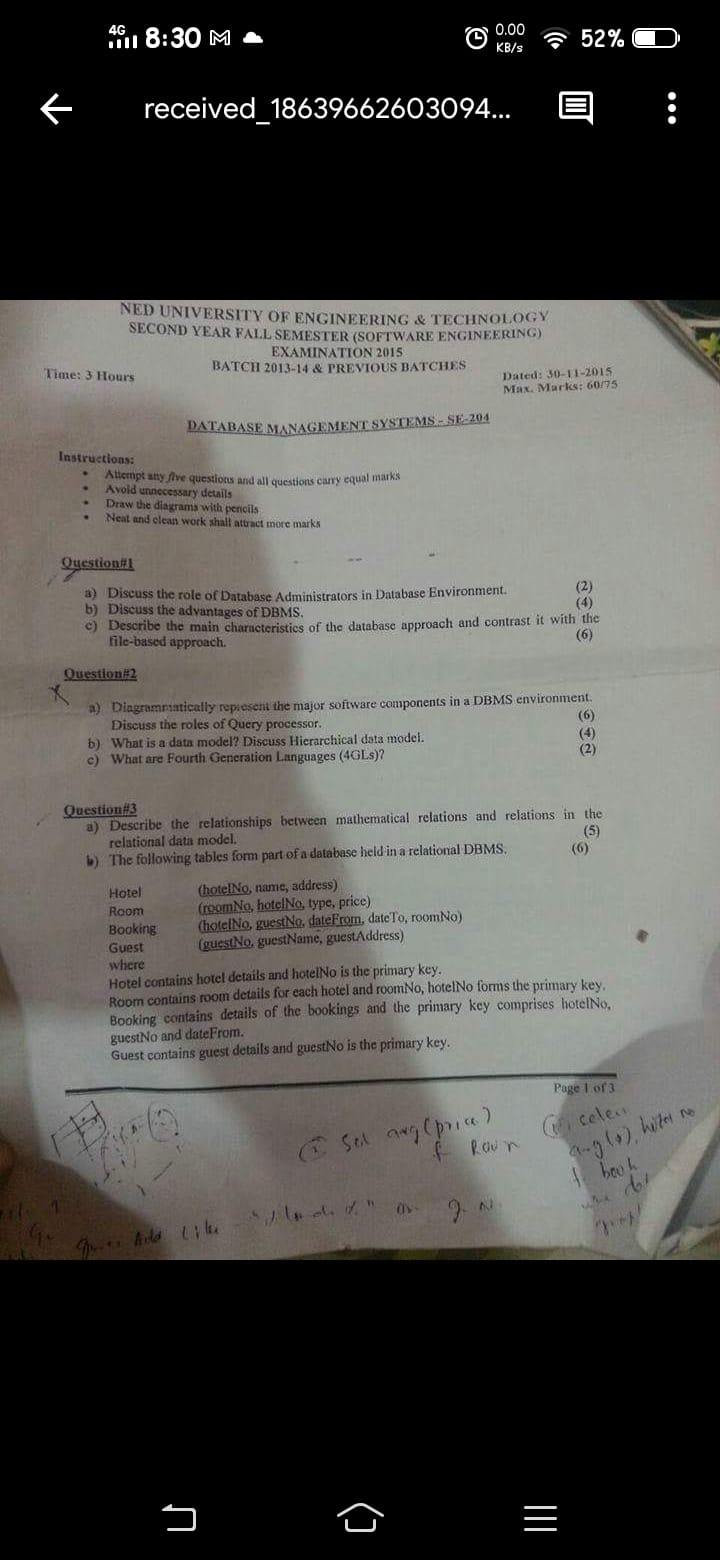 4G 8:30 M 0.00 KB/s 52%
received_18639662603094...
NED UNIVERSITY OF ENGINEERING & TECHNOLOGY
SECOND YEAR FALL SEMESTER (SOFTWARE ENGINEERING)
EXAMINATION 2015
BATCH 2013-14 & PREVIOUS BATCHES
Time: 3 Hours
Dated: 30-11-2015
Max. Marks: 60/75
DATABASE MANAGEMENT SYSTEMS - SE-204
Instructions:
• Attempt any five questions and all questions carry equal marks
• Avoid unnecessary details
• Draw the diagrams with pencils
• Neat and clean work shall attract more marks
Question#1
a) Discuss the role of Database Administrators in Database Environment. (2)
b) Discuss the advantages of DBMS. (4)
c) Describe the main characteristics of the database approach and contrast it with the
file-based approach. (6)
Question#2
a) Diagrammatically represent the major software components in a DBMS environment.
Discuss the roles of Query processor. (6)
b) What is a data model? Discuss Hierarchical data model. (4)
c) What are Fourth Generation Languages (4GLs)? (2)
Question#3
a) Describe the relationships between mathematical relations and relations in the
relational data model. (5)
b) The following tables form part of a database held in a relational DBMS. (6)
Hotel (hotelNo, name, address)
Room (roomNo, hotelNo, type, price)
Booking (hotelNo, guestNo, dateFrom, dateTo, roomNo)
Guest (guestNo, guestName, guestAddress)
where
Hotel contains hotel details and hotelNo is the primary key.
Room contains room details for each hotel and roomNo, hotelNo forms the primary key.
Booking contains details of the bookings and the primary key comprises hotelNo,
guestNo and dateFrom.
Guest contains guest details and guestNo is the primary key.
Page 1 of 3
avg(price)
f Room
hotel no
Like